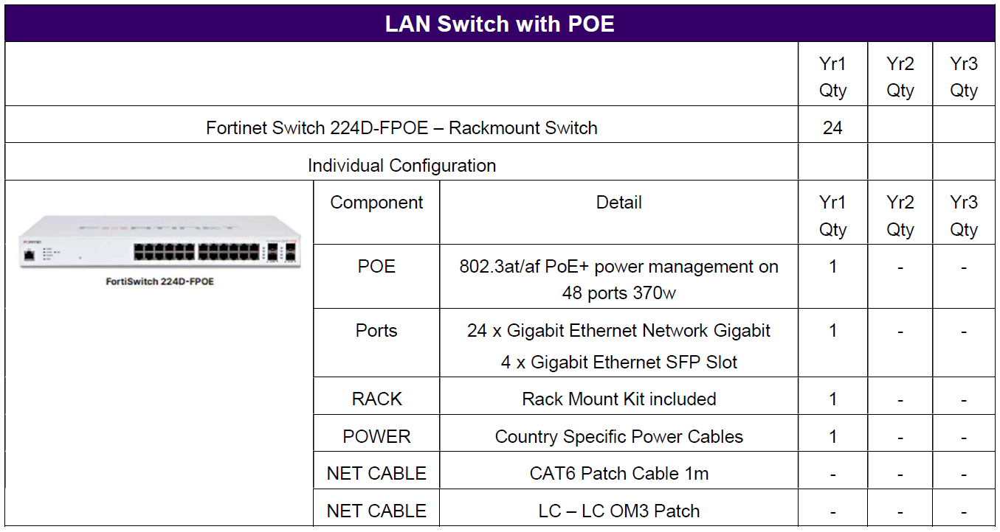 LAN Switch with POE
Yr1 Yr2 Yr3
Qty Qty Qty
Fortinet Switch 224D-FPOE – Rackmount Switch 24
Individual Configuration
Component Detail Yr1 Yr2 Yr3
Qty Qty Qty
FORTINET
FortiSwitch 224D-FPOE
POE 802.3at/af PoE+ power management on 1 - -
48 ports 370w
Ports 24 x Gigabit Ethernet Network Gigabit 1 - -
4 x Gigabit Ethernet SFP Slot
RACK Rack Mount Kit included 1 - -
POWER Country Specific Power Cables 1 - -
NET CABLE CAT6 Patch Cable 1m - - -
NET CABLE LC – LC OM3 Patch - - -